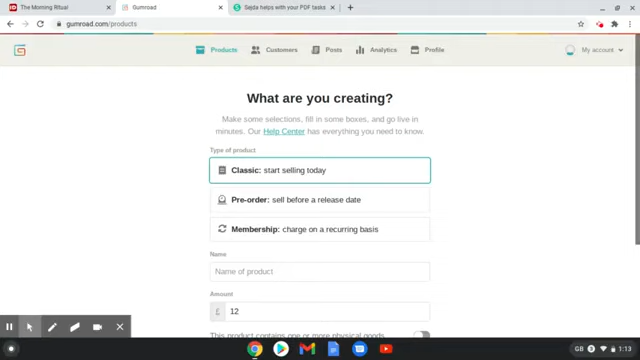 The Morning Ritual
Gumroad
Sejda helps with your PDF tasks
gumroad.com/products
Products
Customers
Posts
Analytics
Profile
My account
What are you creating?
Make some selections, fill in some boxes, and go live in
minutes. Our Help Center has everything you need to know.
Type of product
Classic: start selling today
Pre-order: sell before a release date
Membership: charge on a recurring basis
Name
Name of product
Amount
£ 12
This product contains one or more physical goods
GB
1:13